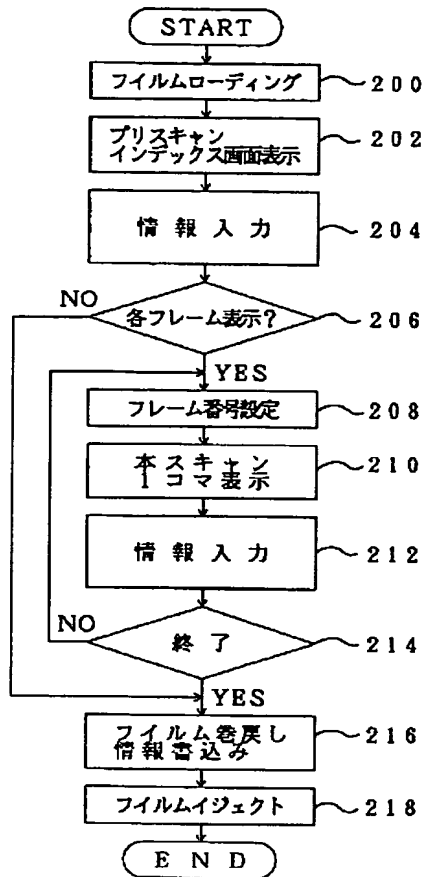 START
フイルムローディング
200
プリスキャン
インデックス画面表示
202
情報入力
204
NO
各フレーム表示?
206
YES
フレーム番号設定
208
本スキャン
1コマ表示
210
情報入力
212
NO
終了
214
YES
フイルム巻戻し
情報書込み
216
フイルムイジェクト
218
END